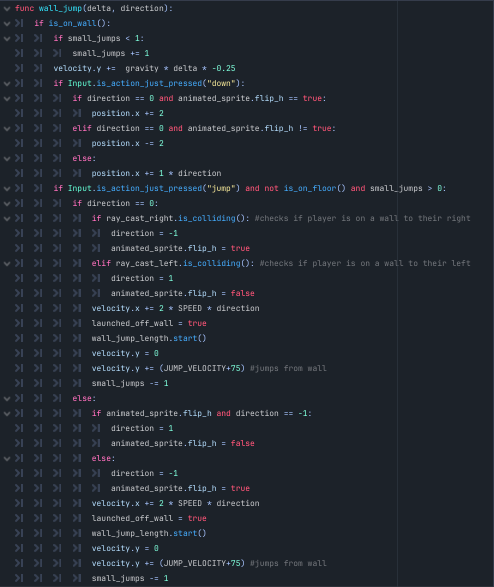 func wall_jump(delta, direction):
	if is_on_wall():
		if small_jumps < 1:
			small_jumps += 1
		velocity.y +=  gravity * delta * -0.25
		if Input.is_action_just_pressed("down"):
			if direction == 0 and animated_sprite.flip_h == true:
				position.x += 2
			elif direction == 0 and animated_sprite.flip_h != true:
				position.x -= 2
			else:
				position.x += 1 * direction
		if Input.is_action_just_pressed("jump") and not is_on_floor() and small_jumps > 0:
			if direction == 0:
				if ray_cast_right.is_colliding(): #checks if player is on a wall to their right
					direction = -1
					animated_sprite.flip_h = true
				elif ray_cast_left.is_colliding(): #checks if player is on a wall to their left
					direction = 1
					animated_sprite.flip_h = false
				velocity.x += 2 * SPEED * direction
				launched_off_wall = true
				wall_jump_length.start()
				velocity.y = 0
				velocity.y += (JUMP_VELOCITY+75) #jumps from wall
				small_jumps -= 1
			else:
				if animated_sprite.flip_h and direction == -1:
					direction = 1
					animated_sprite.flip_h = false
				else:
					direction = -1
					animated_sprite.flip_h = true
				velocity.x += 2 * SPEED * direction
				launched_off_wall = true
				wall_jump_length.start()
				velocity.y = 0
				velocity.y += (JUMP_VELOCITY+75) #jumps from wall
				small_jumps -= 1